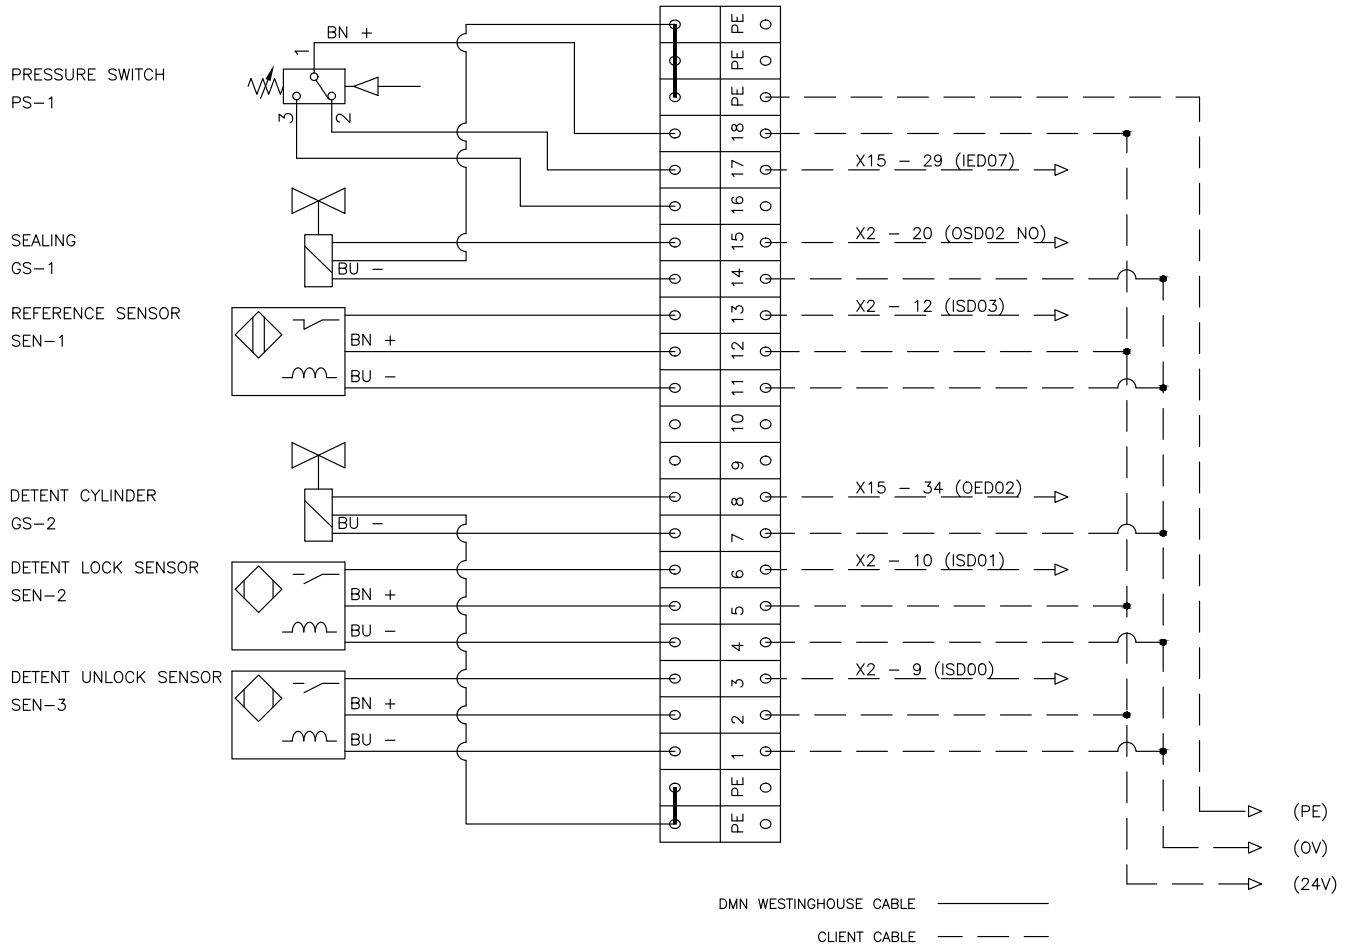 PRESSURE SWITCH
PS-1
1
BN +
3
2
SEALING
GS-1
BU -
REFERENCE SENSOR
SEN-1
BN +
BU -
DETENT CYLINDER
GS-2
BU -
DETENT LOCK SENSOR
SEN-2
BN +
BU -
DETENT UNLOCK SENSOR
SEN-3
BN +
BU -
PE
PE
PE
18
17
16
15
14
13
12
11
10
9
8
7
6
5
4
3
2
1
PE
PE
X15 - 29 (IED07)
X2 - 20 (OSD02 NO)
X2 - 12 (ISD03)
X15 - 34 (OED02)
X2 - 10 (ISD01)
X2 - 9 (ISD00)
(PE)
(0V)
(24V)
DMN WESTINGHOUSE CABLE
CLIENT CABLE